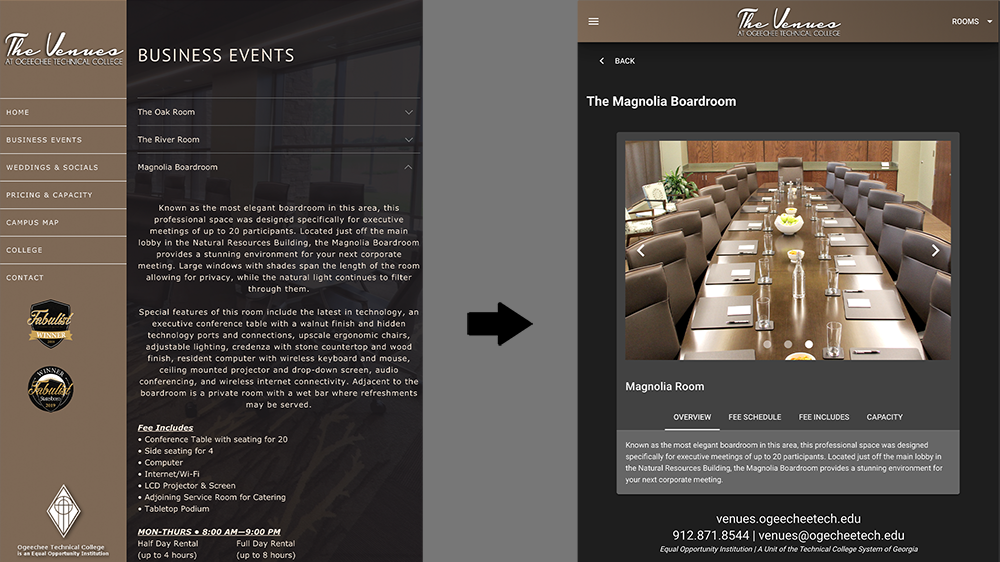 The Venues
AT OGEECHEE TECHNICAL COLLEGE
HOME
BUSINESS EVENTS
WEDDINGS & SOCIALS
PRICING & CAPACITY
CAMPUS MAP
COLLEGE
CONTACT
Fabulist
WINNER
2019
WINNER
Fabulist
Statesboro
2019
Ogeechee Technical College
is an Equal Opportunity Institution
BUSINESS EVENTS
The Oak Room
The River Room
Magnolia Boardroom
Known as the most elegant boardroom in this area, this
professional space was designed specifically for executive
meetings of up to 20 participants. Located just off the main
lobby in the Natural Resources Building, the Magnolia Boardroom
provides a stunning environment for your next corporate
meeting. Large windows with shades span the length of the room
allowing for privacy, while the natural light continues to filter
through them.
Special features of this room include the latest in technology, an
executive conference table with a walnut finish and hidden
technology ports and connections, upscale ergonomic chairs,
adjustable lighting, credenza with stone countertop and wood
finish, resident computer with wireless keyboard and mouse,
ceiling mounted projector and drop-down screen, audio
conferencing, and wireless internet connectivity. Adjacent to the
boardroom is a private room with a wet bar where refreshments
may be served.
Fee Includes
• Conference Table with seating for 20
• Side seating for 4
• Computer
• Internet/Wi-Fi
• LCD Projector & Screen
• Adjoining Service Room for Catering
• Tabletop Podium
MON-THURS • 8:00 AM—9:00 PM
Half Day Rental Full Day Rental
(up to 4 hours) (up to 8 hours)
The Venues
AT OGEECHEE TECHNICAL COLLEGE
ROOMS
BACK
The Magnolia Boardroom
Magnolia Room
OVERVIEW FEE SCHEDULE FEE INCLUDES CAPACITY
Known as the most elegant boardroom in this area, this professional space was designed
specifically for executive meetings of up to 20 participants. Located just off the main lobby in
the Natural Resources Building, the Magnolia Boardroom provides a stunning environment for
your next corporate meeting.
venues.ogeecheetech.edu
912.871.8544 | venues@ogecheetech.edu
Equal Opportunity Institution | A Unit of the Technical College System of Georgia